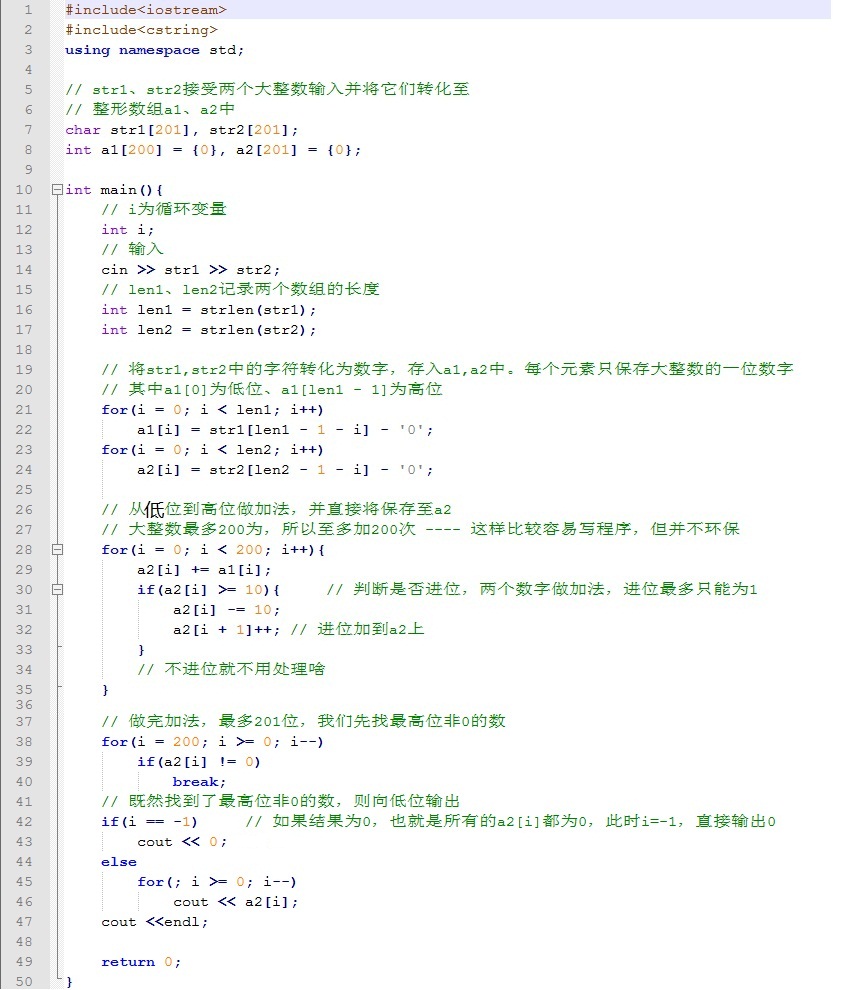 1 #include<iostream>
2 #include<cstring>
3 using namespace std;
4
5 // str1、str2接受两个大整数输入并将它们转化至
6 // 整形数组a1、a2中
7 char str1[201], str2[201];
8 int a1[200] = {0}, a2[201] = {0};
9
10 int main(){
11 // i为循环变量
12 int i;
13 // 输入
14 cin >> str1 >> str2;
15 // len1、len2记录两个数组的长度
16 int len1 = strlen(str1);
17 int len2 = strlen(str2);
18
19 // 将str1,str2中的字符转化为数字，存入a1,a2中。每个元素只保存大整数的一位数字
20 // 其中a1[0]为低位、a1[len1 - 1]为高位
21 for(i = 0; i < len1; i++)
22 a1[i] = str1[len1 - 1 - i] - '0';
23 for(i = 0; i < len2; i++)
24 a2[i] = str2[len2 - 1 - i] - '0';
25
26 // 从低位到高位做加法，并直接将保存至a2
27 // 大整数最多200为，所以至多加200次 ---- 这样比较容易写程序，但并不环保
28 for(i = 0; i < 200; i++){
29 a2[i] += a1[i];
30 if(a2[i] >= 10){ // 判断是否进位，两个数字做加法，进位最多只能为1
31 a2[i] -= 10;
32 a2[i + 1]++; // 进位加到a2上
33 }
34 // 不进位就不用处理啥
35 }
36
37 // 做完加法，最多201位，我们先找最高位非0的数
38 for(i = 200; i >= 0; i--)
39 if(a2[i] != 0)
40 break;
41 // 既然找到了最高位非0的数，则向低位输出
42 if(i == -1) // 如果结果为0，也就是所有的a2[i]都为0，此时i=-1，直接输出0
43 cout << 0;
44 else
45 for(; i >= 0; i--)
46 cout << a2[i];
47 cout <<endl;
48
49 return 0;
50 }